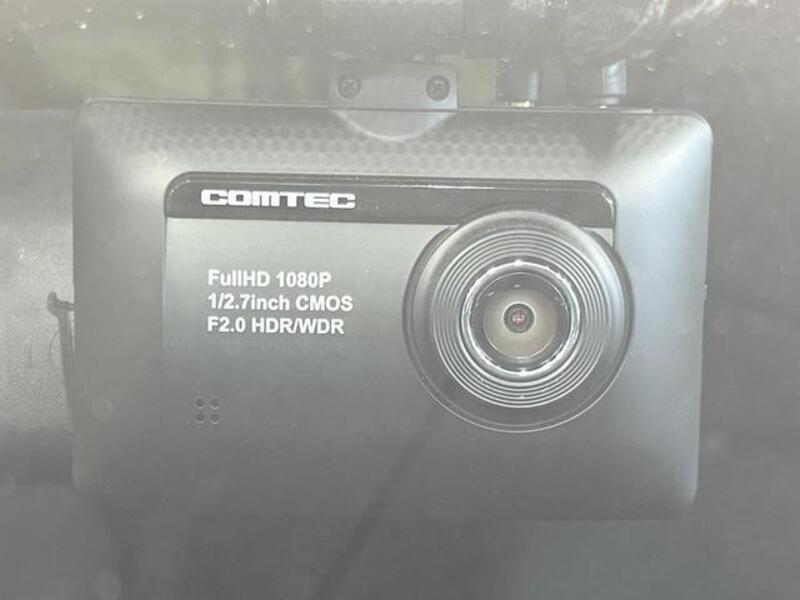 COMTEC
FullHD 1080P
1/2.7inch CMOS
F2.0 HDR/WDR